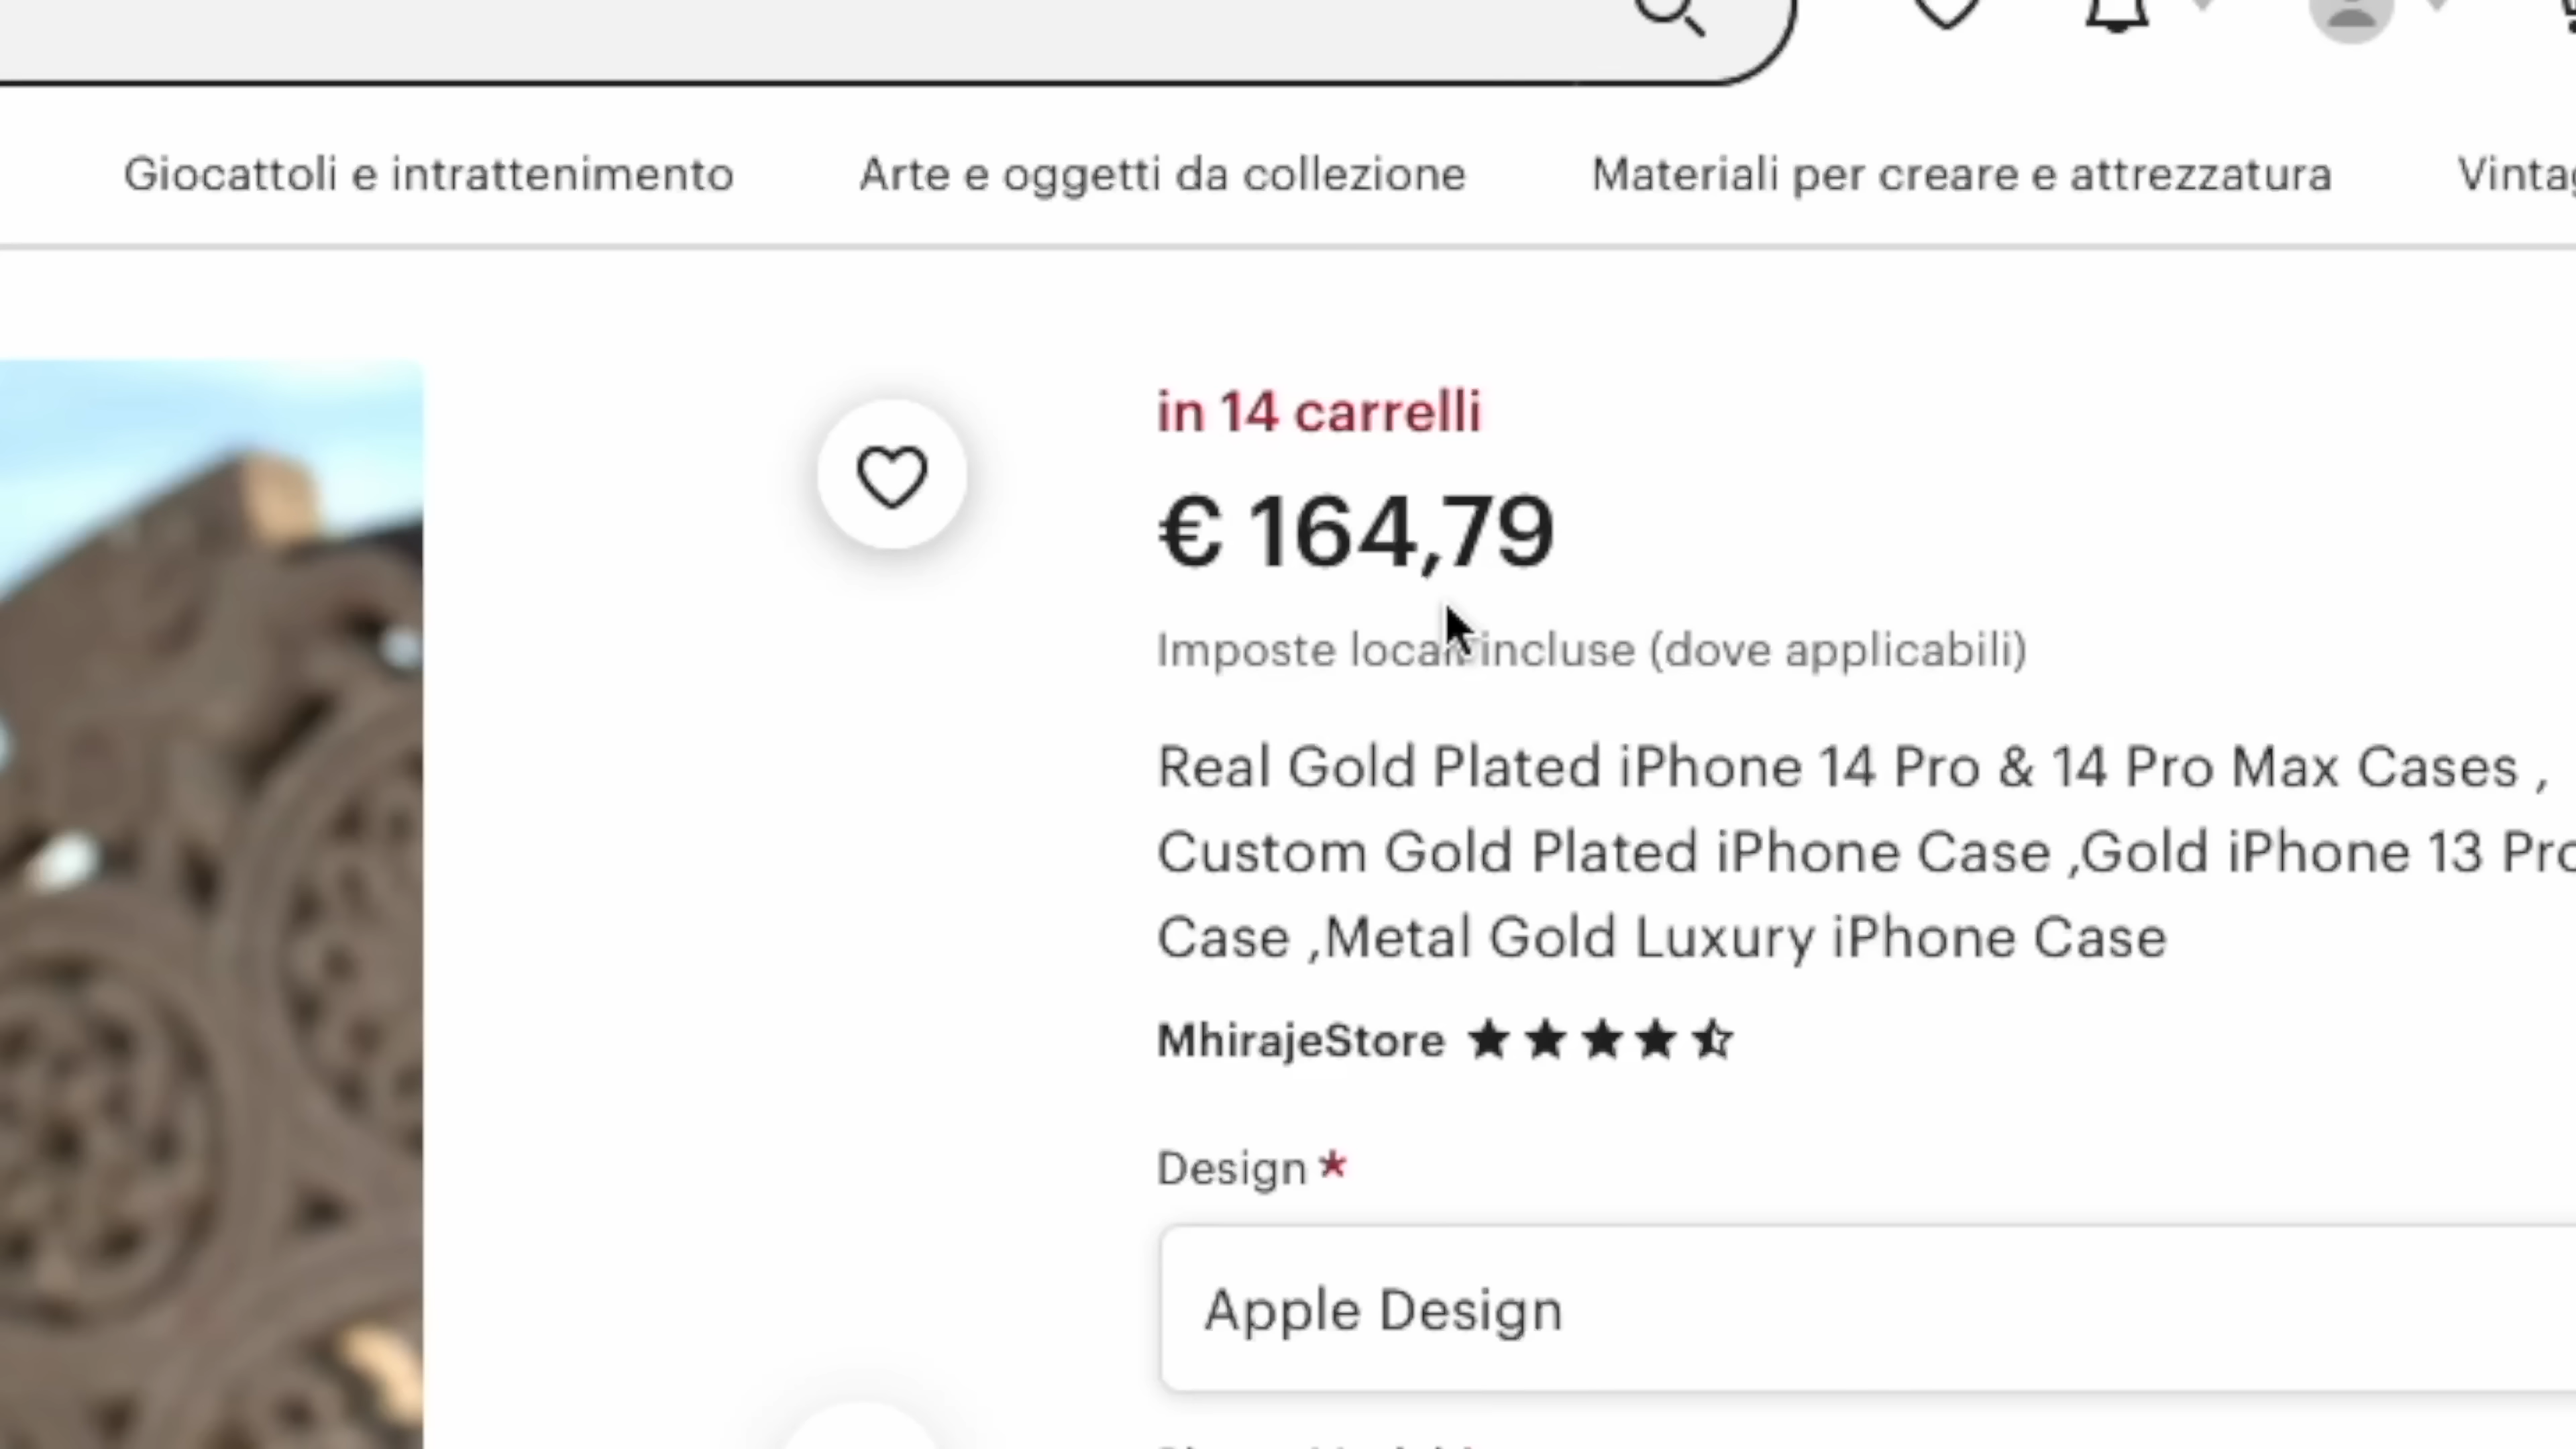 Giocattoli e intrattenimento Arte e oggetti da collezione Materiali per creare e attrezzatura
in 14 carrelli
€ 164,79
Imposte incluse (dove applicabili)
Real Gold Plated iPhone 14 Pro & 14 Pro Max Cases ,
Custom Gold Plated iPhone Case ,Gold iPhone 13 Pro
Case ,Metal Gold Luxury iPhone Case
MhirajeStore
Design *
Apple Design